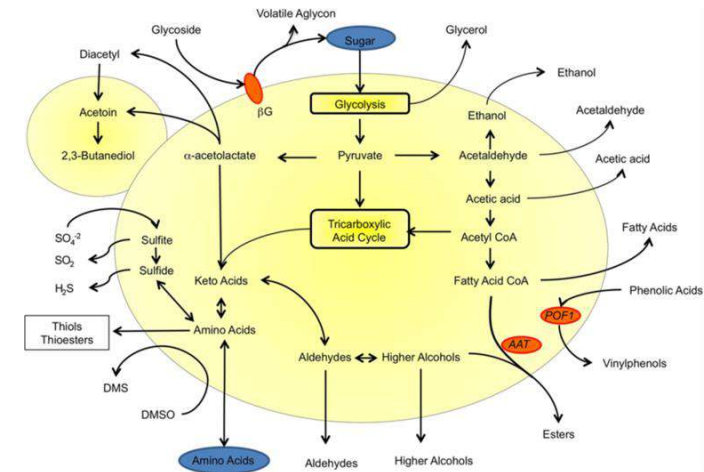 Volatile Aglycon
Glycoside
Sugar
Glycerol
Diacetyl
Ethanol
Glycolysis
βG
Acetoin
Ethanol
Acetaldehyde
2,3-Butanediol
α-acetolactate
Pyruvate
Acetaldehyde
Acetic acid
Acetic acid
Tricarboxylic
Acid Cycle
Fatty Acids
SO₄⁻²
Sulfite
Acetyl CoA
SO₂
Sulfide
Keto Acids
Fatty Acid CoA
H₂S
Phenolic Acids
POF1
Thiols
Thioesters
Amino Acids
AAT
Aldehydes
Higher Alcohols
Vinylphenols
DMS
DMSO
Esters
Amino Acids
Aldehydes
Higher Alcohols